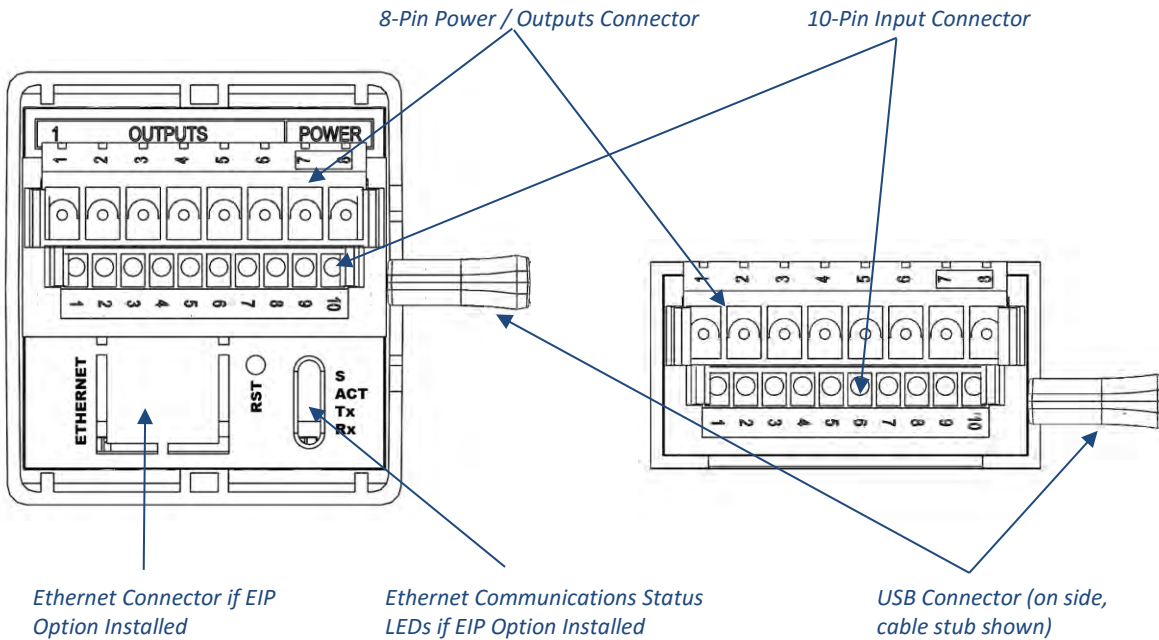 8-Pin Power / Outputs Connector
10-Pin Input Connector
1 OUTPUTS POWER
1 2 3 4 5 6 7 8
1 2 3 4 5 6 7 8 9 10
ETHERNET
RST
S
ACT
Tx
Rx
1 2 3 4 5 6 7 8
1 2 3 4 5 6 7 8 9 10
Ethernet Connector if EIP
Option Installed
Ethernet Communications Status
LEDs if EIP Option Installed
USB Connector (on side,
cable stub shown)